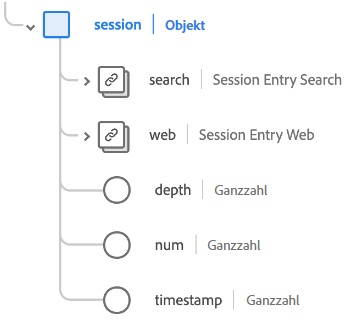 session | Objekt
search | Session Entry Search
web | Session Entry Web
depth | Ganzzahl
num | Ganzzahl
timestamp | Ganzzahl